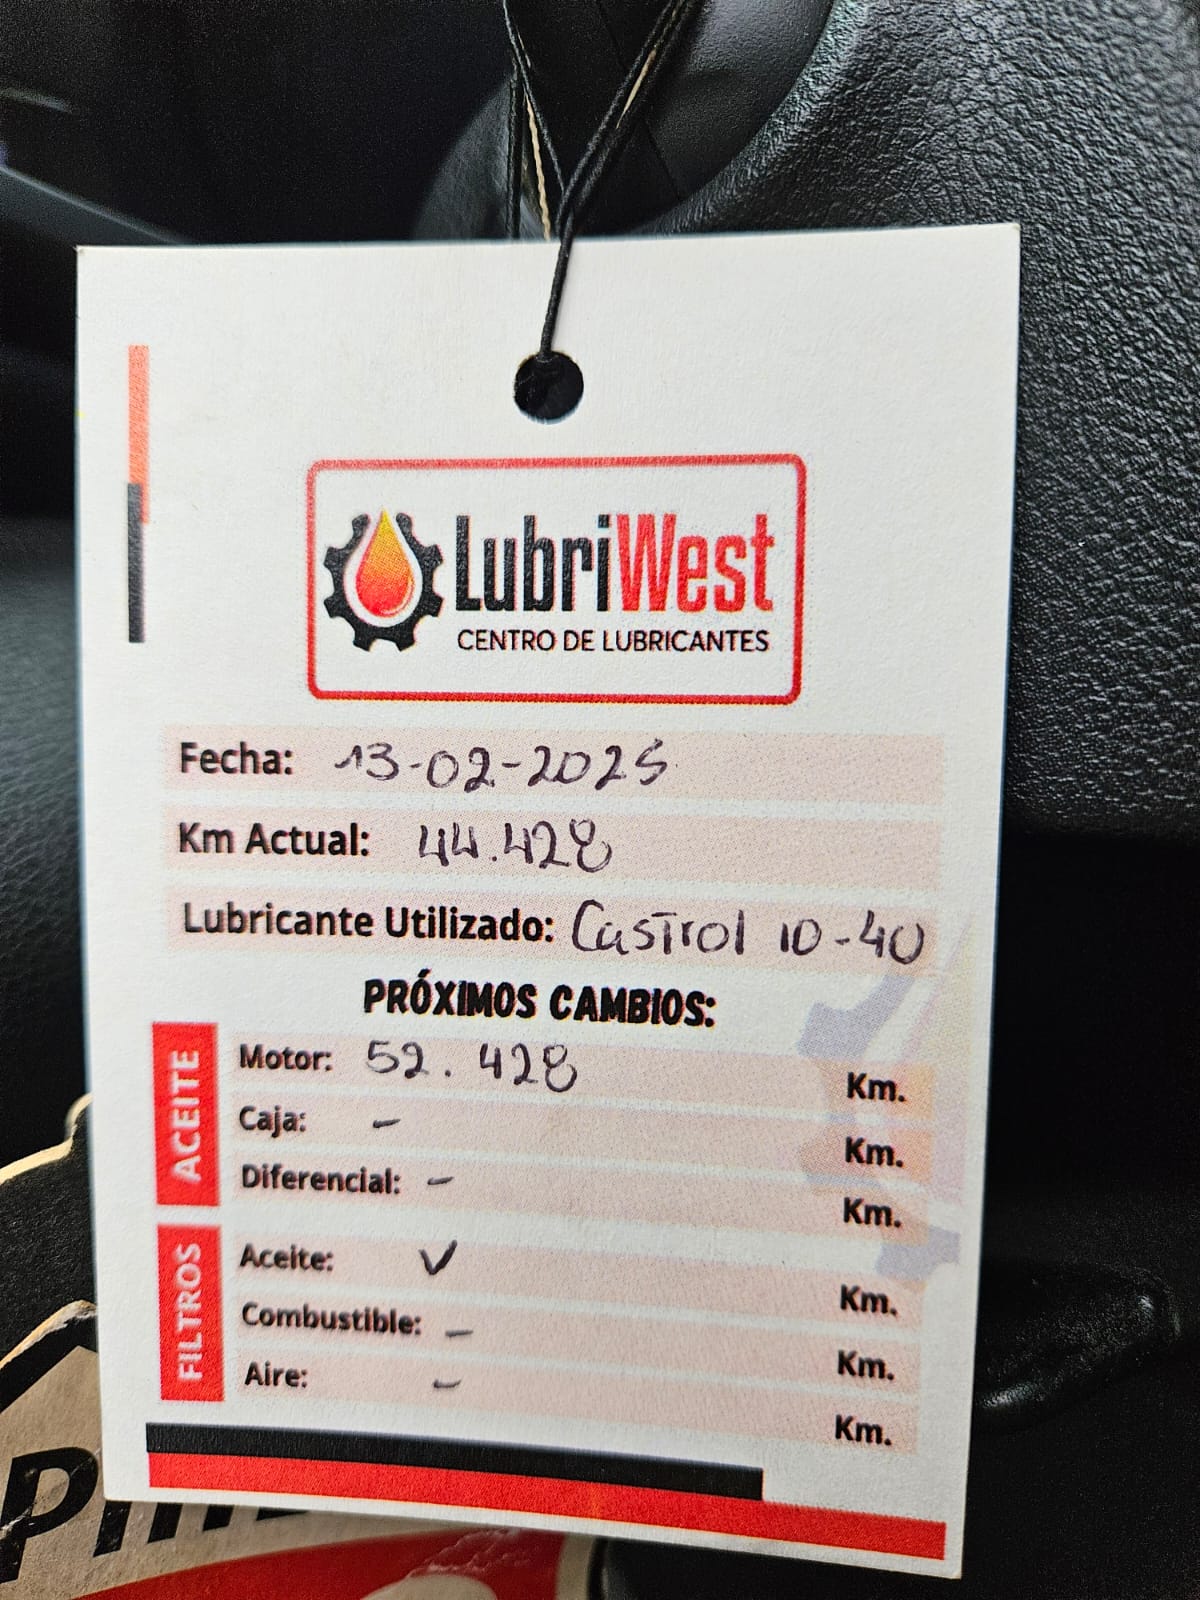 LubriWest
CENTRO DE LUBRICANTES
Fecha: 13-02-2025
Km Actual: 44.428
Lubricante Utilizado: Castrol 10-40
PRÓXIMOS CAMBIOS:
ACEITE
Motor: 52.428 Km.
Caja: - Km.
Diferencial: - Km.
FILTROS
Aceite: ✓ Km.
Combustible: - Km.
Aire: - Km.